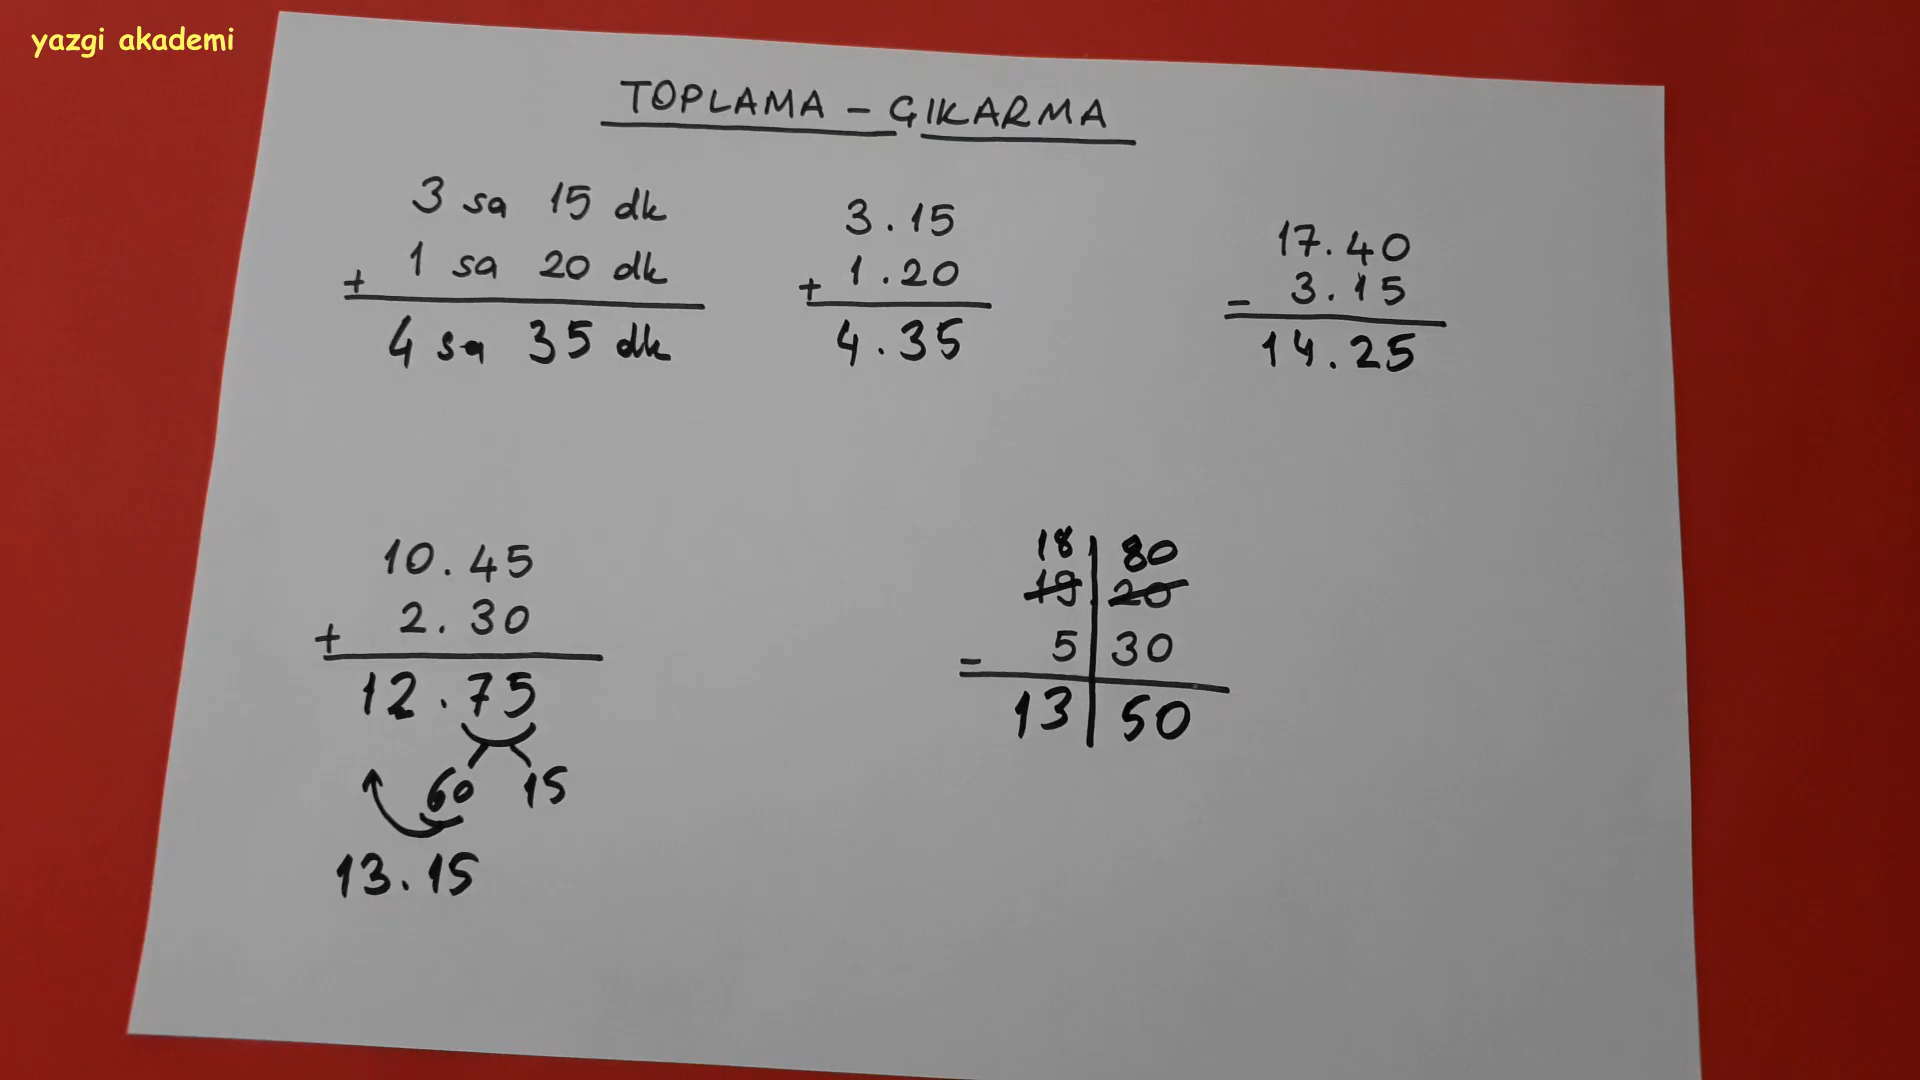 yazgi akademi
TOPLAMA - ÇIKARMA
3 sa 15 dk
+ 1 sa 20 dk
4 sa 35 dk
3.15
+ 1.20
4.35
17.40
- 3.15
14.25
10.45
+ 2.30
12.75
60 15
13.15
18 | 80
19 | 20
- 5 | 30
13 | 50